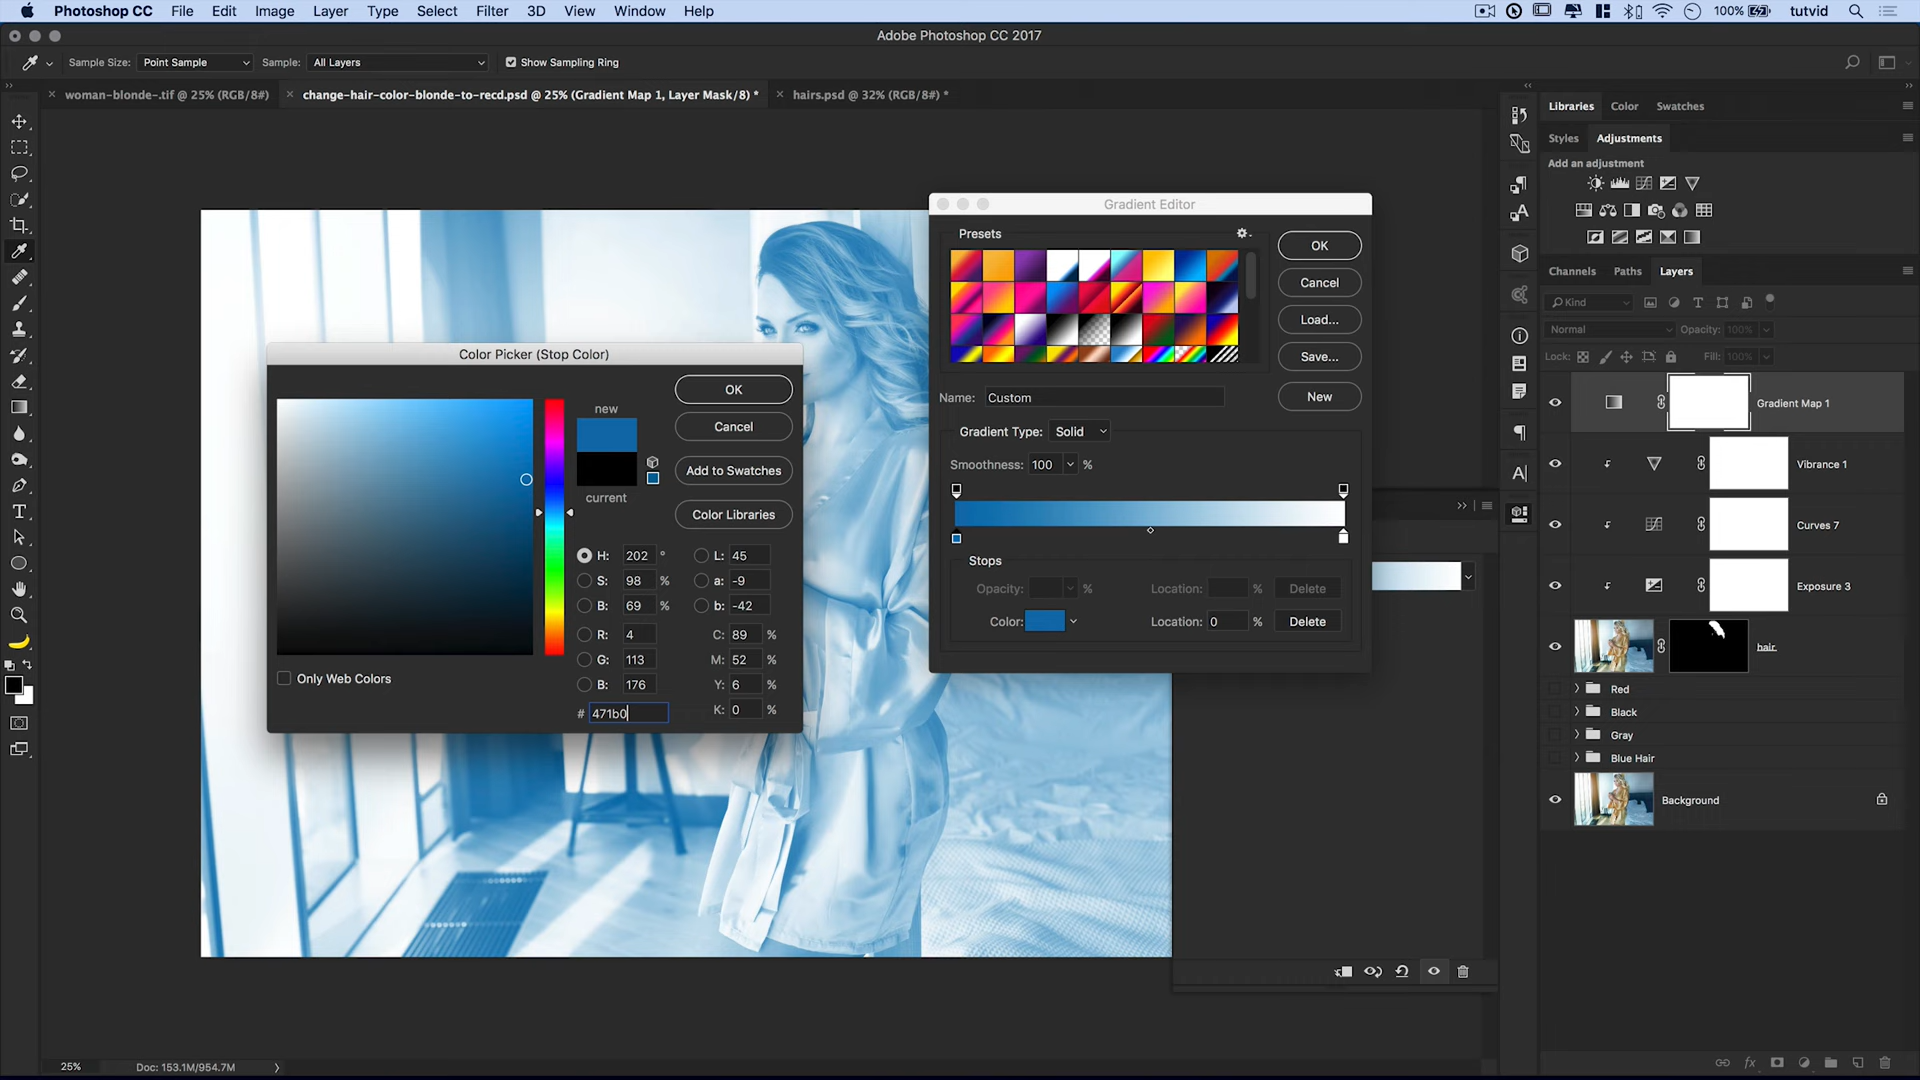 Photoshop CC File Edit Image Layer Type Select Filter 3D View Window Help 100% tutvid
Adobe Photoshop CC 2017
Sample Size: Point Sample Sample: All Layers Show Sampling Ring
woman-blonde-.tif @ 25% (RGB/8#) change-hair-color-blonde-to-recd.psd @ 25% (Gradient Map 1, Layer Mask/8) * hairs.psd @ 32% (RGB/8#) *
Libraries Color Swatches
Styles Adjustments
Add an adjustment
Channels Paths Layers
Kind
Normal Opacity: 100%
Lock: Fill: 100%
Gradient Map 1
Vibrance 1
Curves 7
Exposure 3
hair
Red
Black
Gray
Blue Hair
Background
Gradient Editor
Presets
OK
Cancel
Load...
Save...
Name: Custom
New
Gradient Type: Solid
Smoothness: 100 %
Stops
Opacity: % Location: % Delete
Color: Location: 0 % Delete
Color Picker (Stop Color)
new
current
OK
Cancel
Add to Swatches
Color Libraries
H: 202 ° L: 45
S: 98 % a: -9
B: 69 % b: -42
R: 4 C: 89 %
G: 113 M: 52 %
B: 176 Y: 6 %
# 471b0 K: 0 %
Only Web Colors
25% Doc: 153.1M/954.7M